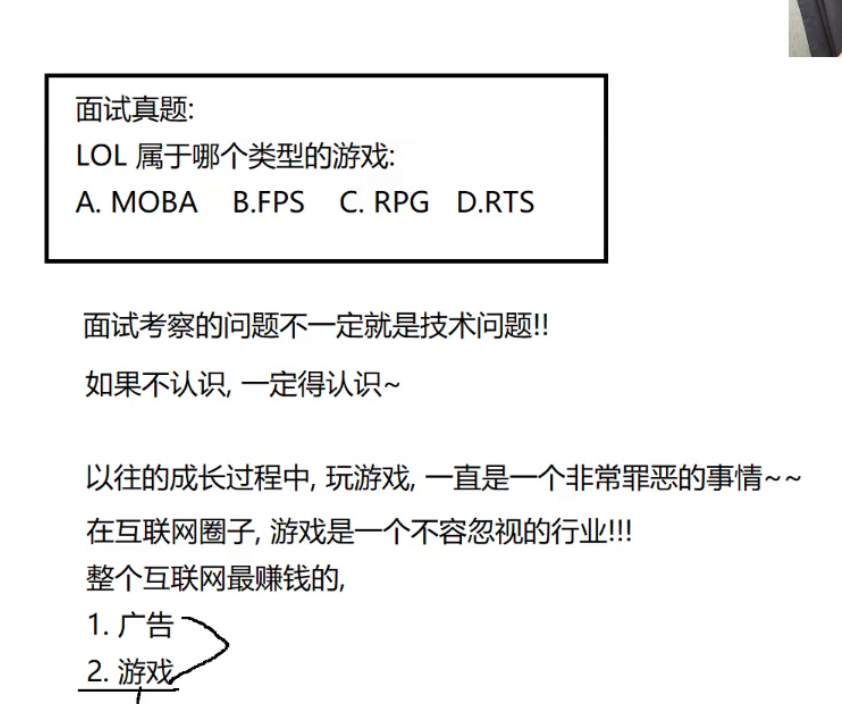 面试真题:
LOL 属于哪个类型的游戏:
A. MOBA B.FPS C. RPG D.RTS
面试考察的问题不一定就是技术问题!!
如果不认识, 一定得认识~
以往的成长过程中, 玩游戏, 一直是一个非常罪恶的事情~~
在互联网圈子, 游戏是一个不容忽视的行业!!!
整个互联网最赚钱的,
1. 广告
2. 游戏